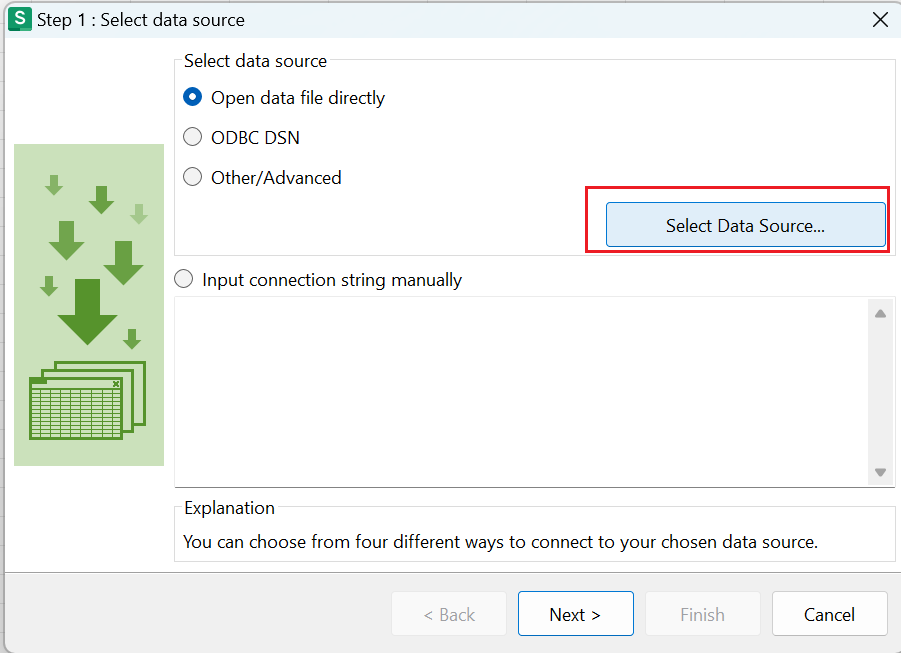 S Step 1 : Select data source
Select data source
Open data file directly
ODBC DSN
Other/Advanced
Select Data Source...
Input connection string manually
Explanation
You can choose from four different ways to connect to your chosen data source.
< Back Next > Finish Cancel